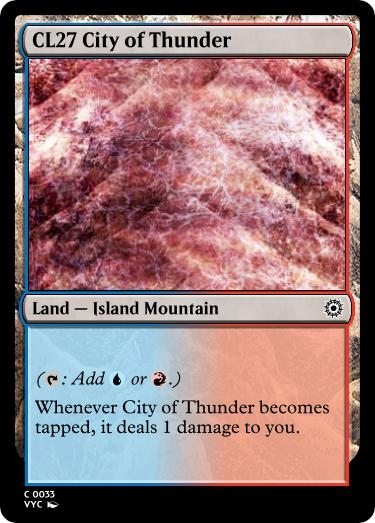 CL27 City of Thunder
Land — Island Mountain
(: Add or .)
Whenever City of Thunder becomes
tapped, it deals 1 damage to you.
C 0033
VYC